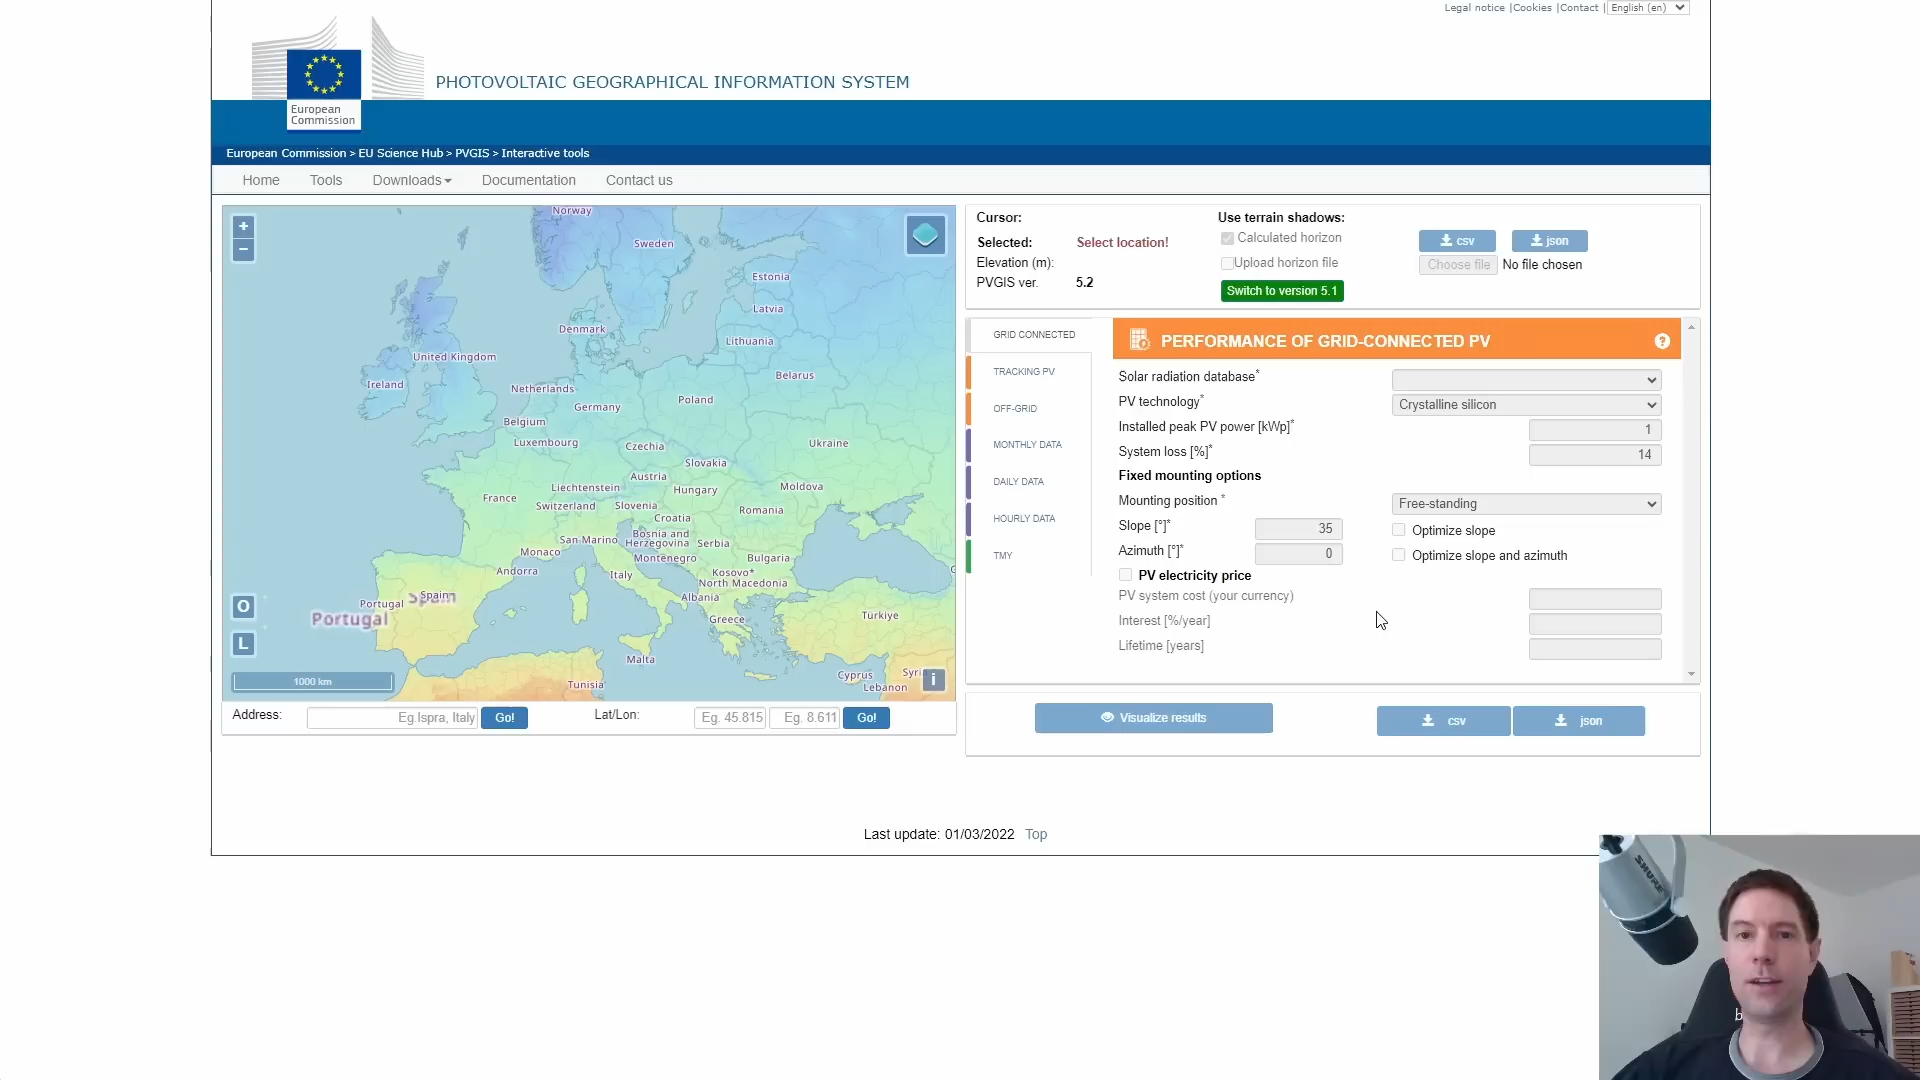 Legal notice |Cookies |Contact | English (en)
European
Commission
PHOTOVOLTAIC GEOGRAPHICAL INFORMATION SYSTEM
European Commission > EU Science Hub > PVGIS > Interactive tools
Home Tools Downloads Documentation Contact us
+
−
Norway
Sweden
Estonia
Latvia
Denmark
Lithuania
United Kingdom
Ireland
Belarus
Netherlands
Poland
Germany
Belgium
Luxembourg
Ukraine
Czechia
Slovakia
Austria
Liechtenstein
Hungary
Moldova
France
Switzerland
Slovenia
Romania
Croatia
San Marino
Bosnia and
Herzegovina
Serbia
Monaco
Montenegro
Bulgaria
Andorra
Italy
Kosovo*
North Macedonia
Portugal
Spain
Spain
Albania
Portugal
Greece
Türkiye
Malta
Cyprus
Syri
Tunisia
Lebanon
O
L
1000 km
i
Address: Eg.Ispra, Italy Go! Lat/Lon: Eg. 45.815 Eg. 8.611 Go!
Cursor:
Selected: Select location!
Elevation (m):
PVGIS ver. 5.2
Use terrain shadows:
Calculated horizon
Upload horizon file
Switch to version 5.1
csv json
Choose file No file chosen
GRID CONNECTED
TRACKING PV
OFF-GRID
MONTHLY DATA
DAILY DATA
HOURLY DATA
TMY
PERFORMANCE OF GRID-CONNECTED PV ?
Solar radiation database*
PV technology* Crystalline silicon
Installed peak PV power [kWp]* 1
System loss [%]* 14
Fixed mounting options
Mounting position * Free-standing
Slope [°]* 35 Optimize slope
Azimuth [°]* 0 Optimize slope and azimuth
PV electricity price
PV system cost (your currency)
Interest [%/year]
Lifetime [years]
Visualize results csv json
Last update: 01/03/2022 Top
SHURE